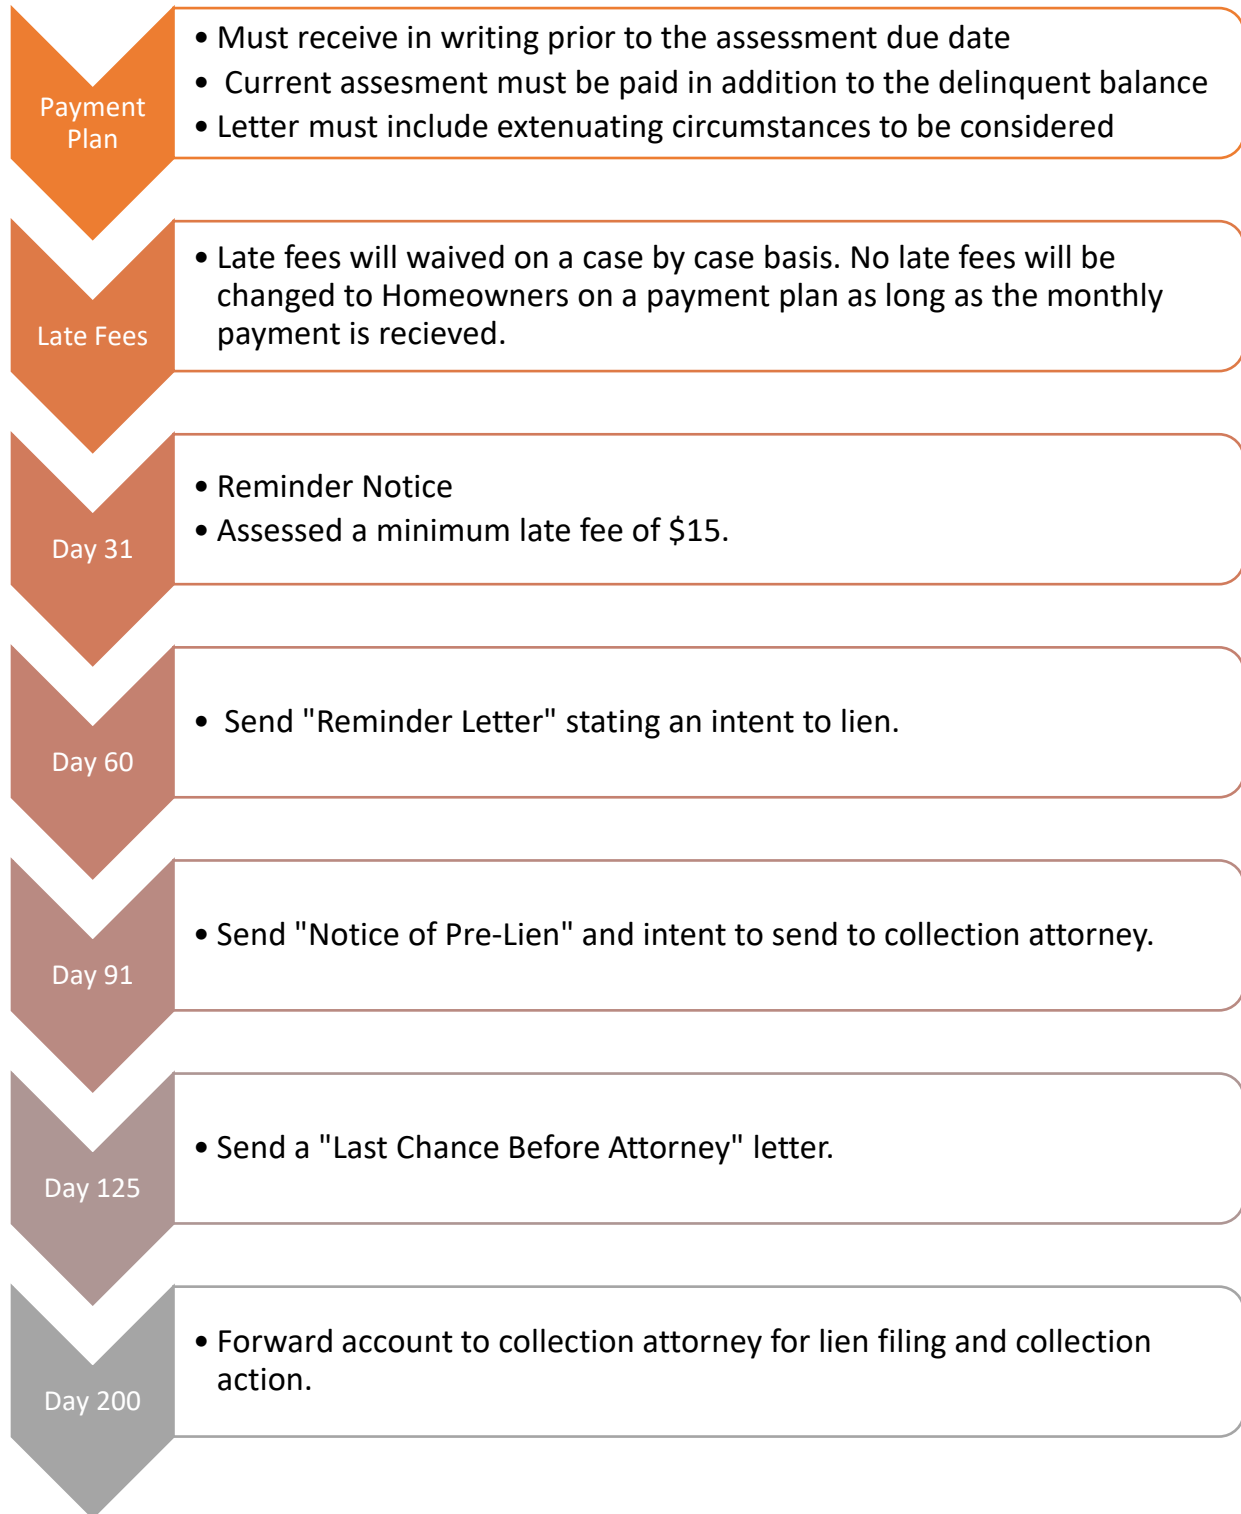 Payment
Plan
• Must receive in writing prior to the assessment due date
• Current assesment must be paid in addition to the delinquent balance
• Letter must include extenuating circumstances to be considered
Late Fees
• Late fees will waived on a case by case basis. No late fees will be
changed to Homeowners on a payment plan as long as the monthly
payment is recieved.
Day 31
• Reminder Notice
• Assessed a minimum late fee of $15.
Day 60
• Send "Reminder Letter" stating an intent to lien.
Day 91
• Send "Notice of Pre-Lien" and intent to send to collection attorney.
Day 125
• Send a "Last Chance Before Attorney" letter.
Day 200
• Forward account to collection attorney for lien filing and collection
action.